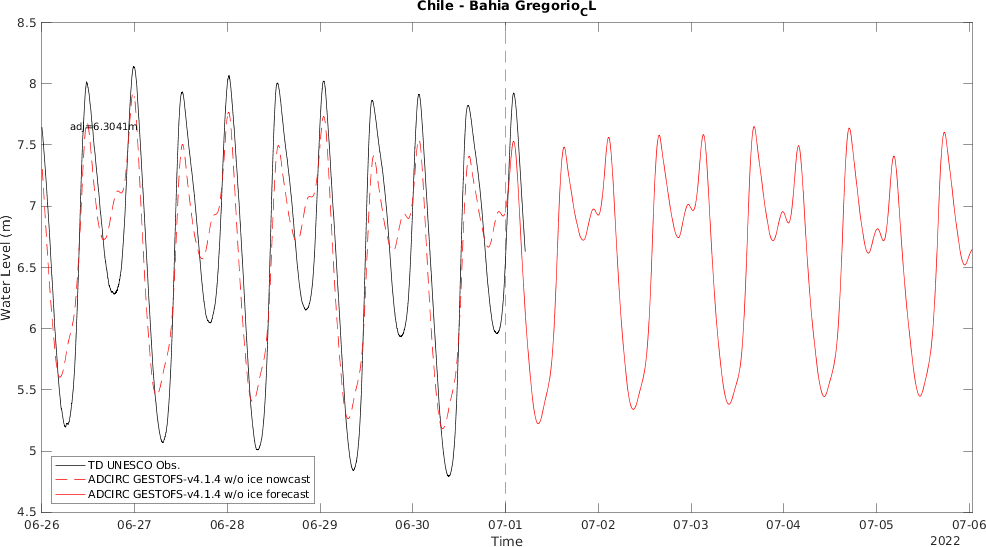 Chile - Bahia GregorioCL
8.5
8
7.5
7
6.5
6
5.5
5
4.5
Water Level (m)
adj=6.3041m
TD UNESCO Obs.
ADCIRC GESTOFS-v4.1.4 w/o ice nowcast
ADCIRC GESTOFS-v4.1.4 w/o ice forecast
06-26 06-27 06-28 06-29 06-30 07-01 07-02 07-03 07-04 07-05 07-06
Time
2022